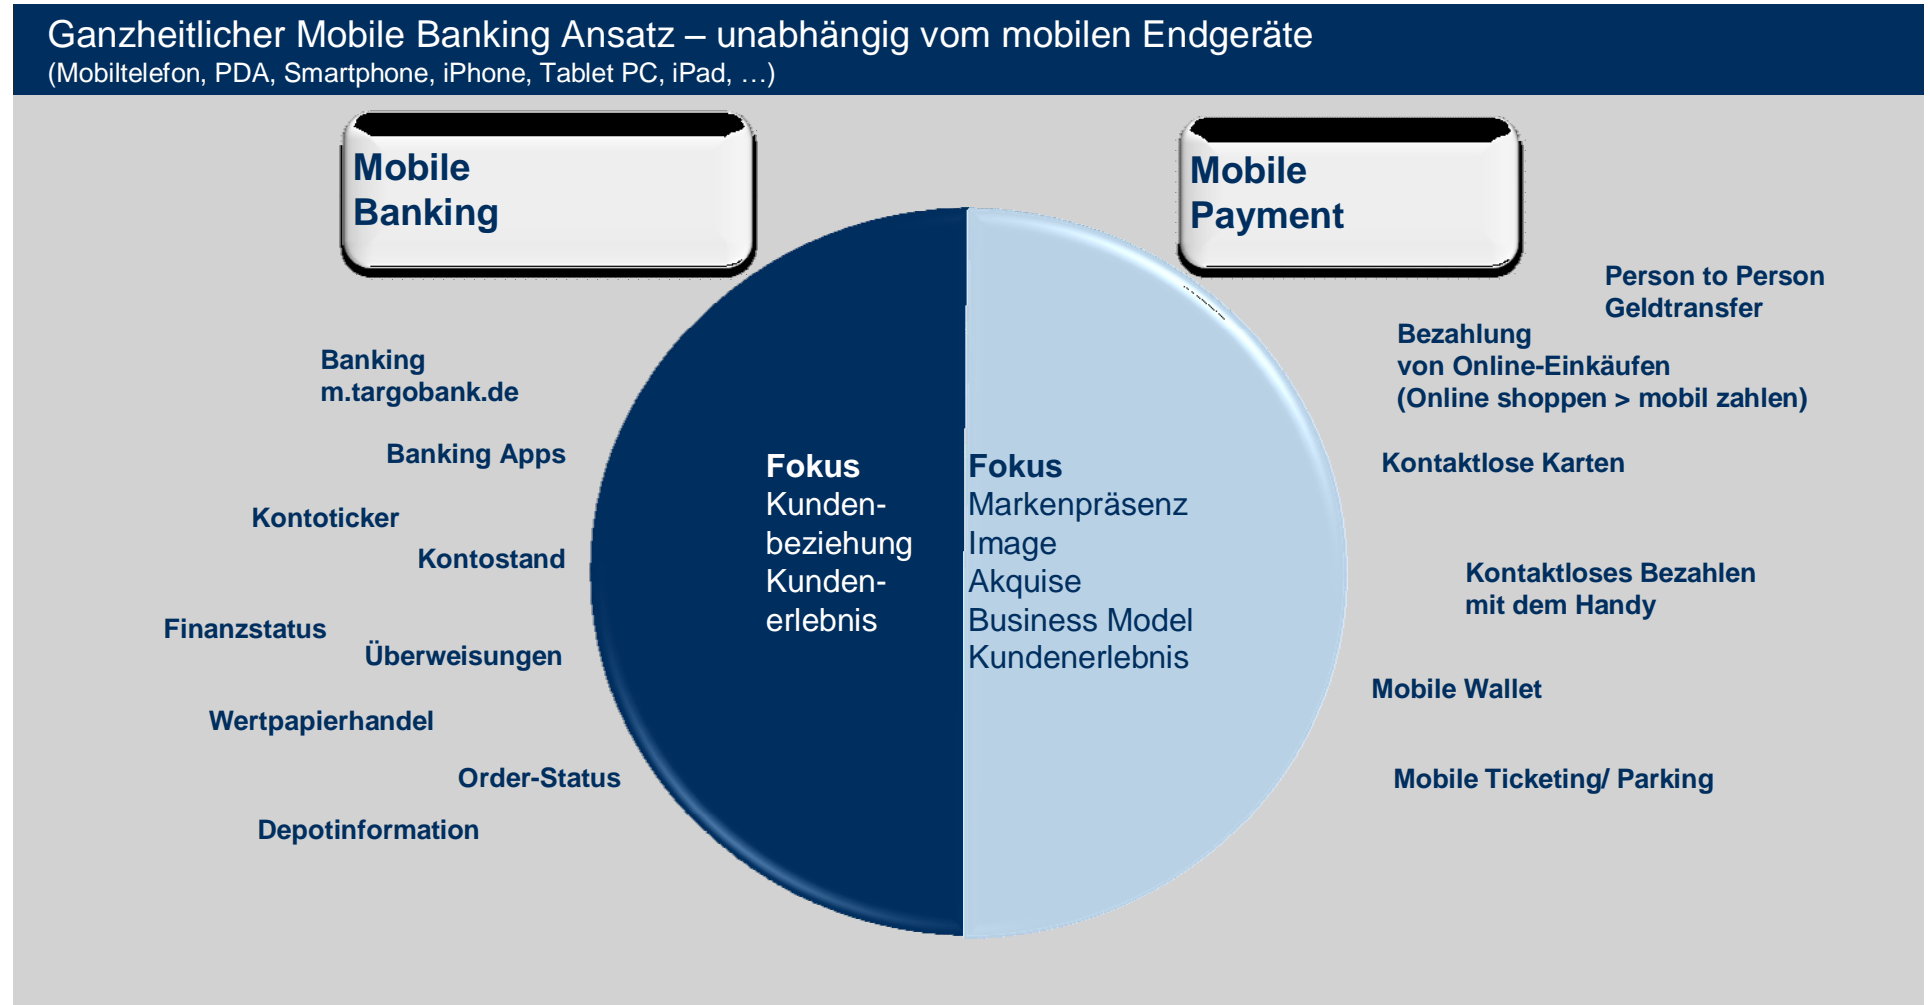 Ganzheitlicher Mobile Banking Ansatz – unabhängig vom mobilen Endgeräte
(Mobiltelefon, PDA, Smartphone, iPhone, Tablet PC, iPad, …)
Mobile
Banking
Banking
m.targobank.de
Banking Apps
Kontoticker
Kontostand
Finanzstatus
Überweisungen
Wertpapierhandel
Order-Status
Depotinformation
Fokus
Kunden-
beziehung
Kunden-
erlebnis
Fokus
Markenpräsenz
Image
Akquise
Business Model
Kundenerlebnis
Mobile
Payment
Person to Person
Geldtransfer
Bezahlung
von Online-Einkäufen
(Online shoppen > mobil zahlen)
Kontaktlose Karten
Kontaktloses Bezahlen
mit dem Handy
Mobile Wallet
Mobile Ticketing/ Parking